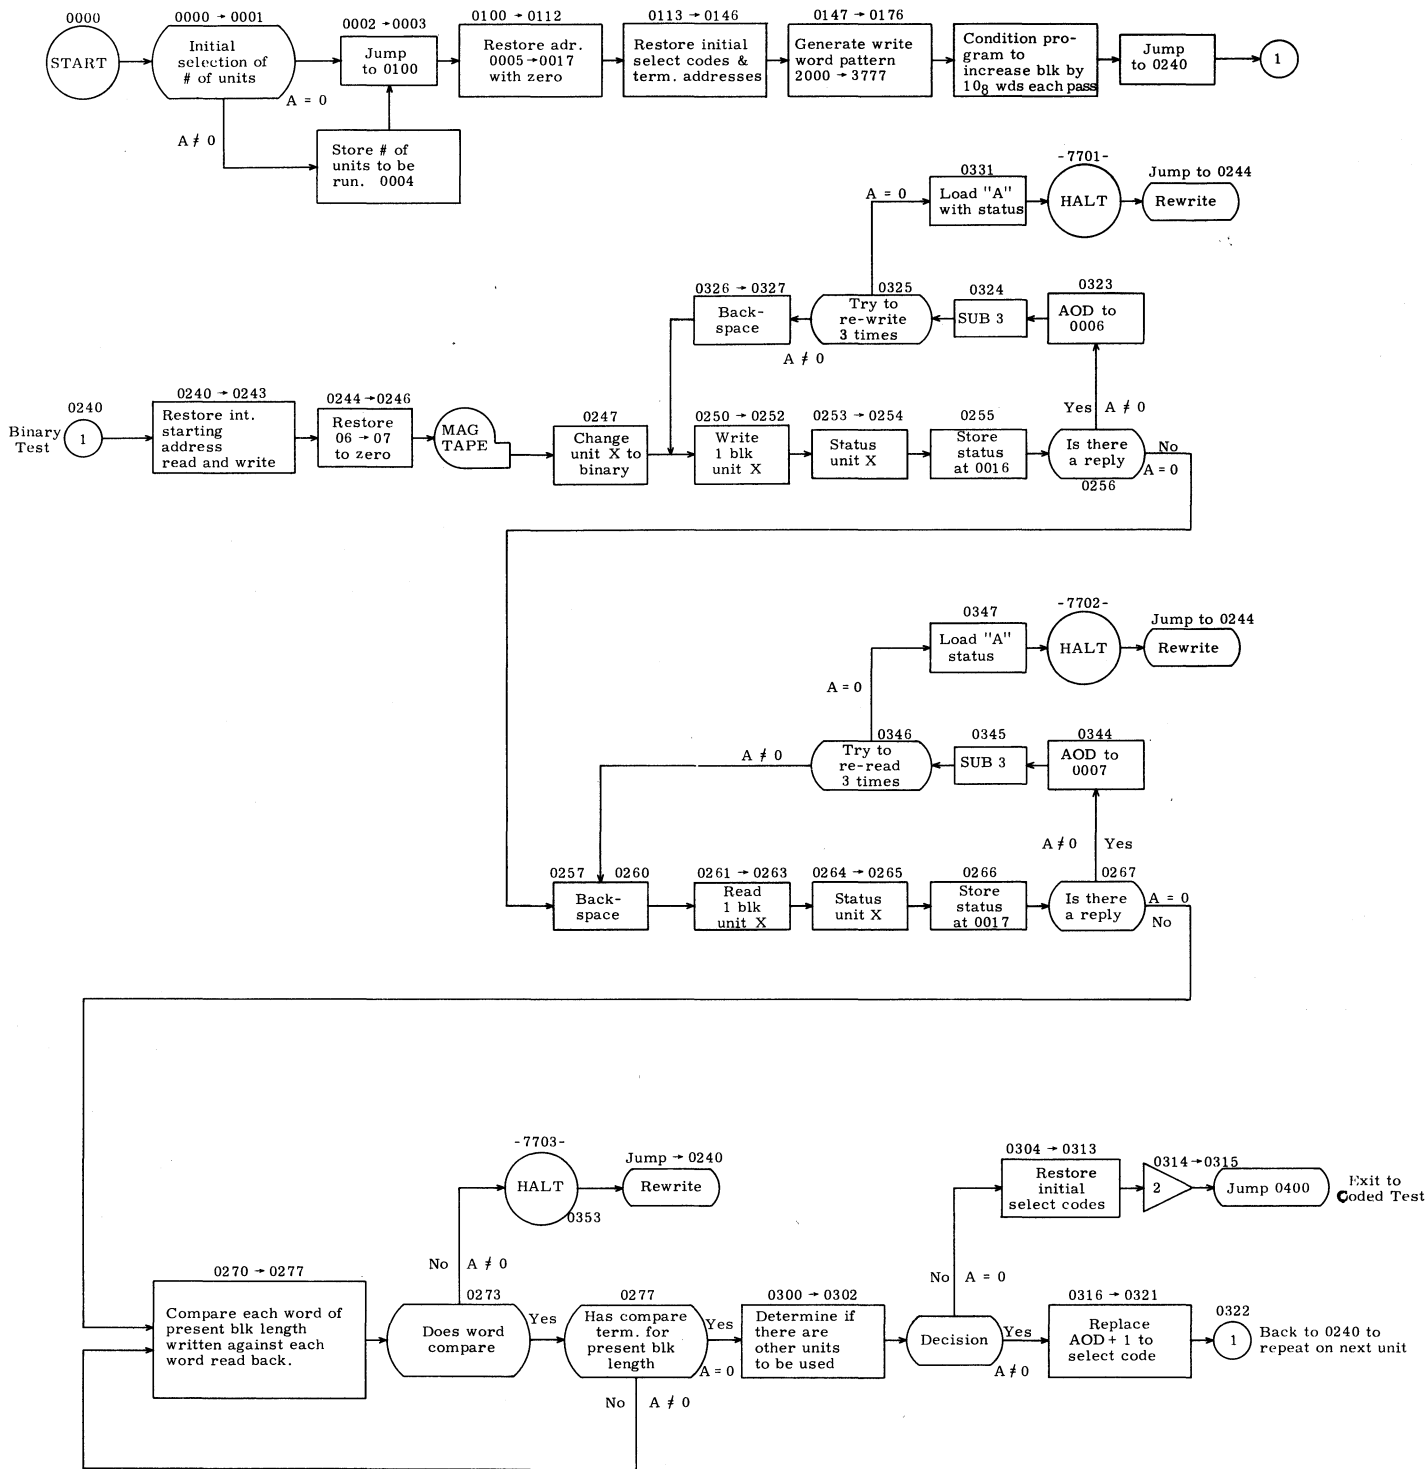 0000
START
0000 → 0001
Initial
selection of
# of units
A = 0
A ≠ 0
Store # of
units to be
run. 0004
0002 → 0003
Jump
to 0100
0100 → 0112
Restore adr.
0005 → 0017
with zero
0113 → 0146
Restore initial
select codes &
term. addresses
0147 → 0176
Generate write
word pattern
2000 → 3777
Condition pro-
gram to
increase blk by
10₈ wds each pass
Jump
to 0240
1
A = 0
0331
Load "A"
with status
-7701-
HALT
Jump to 0244
Rewrite
0326 → 0327
Back-
space
0325
Try to
re-write
3 times
A ≠ 0
0324
SUB 3
0323
AOD to
0006
Yes A ≠ 0
Binary
Test
0240
1
0240 → 0243
Restore int.
starting
address
read and write
0244 → 0246
Restore
06 → 07
to zero
MAG
TAPE
0247
Change
unit X to
binary
0250 → 0252
Write
1 blk
unit X
0253 → 0254
Status
unit X
0255
Store
status
at 0016
Is there
a reply
0256
No
A = 0
0347
Load "A"
status
-7702-
HALT
Jump to 0244
Rewrite
A = 0
A ≠ 0
0346
Try to
re-read
3 times
0345
SUB 3
0344
AOD to
0007
A ≠ 0 Yes
0257 0260
Back-
space
0261 → 0263
Read
1 blk
unit X
0264 → 0265
Status
unit X
0266
Store
status
at 0017
0267
Is there
a reply
A = 0
No
-7703-
HALT
0353
Jump → 0240
Rewrite
No A ≠ 0
0304 → 0313
Restore
initial
select codes
0314 → 0315
2
Jump 0400
Exit to
Coded Test
No A = 0
0270 → 0277
Compare each word of
present blk length
written against each
word read back.
0273
Does word
compare
Yes
0277
Has compare
term. for
present blk
length
Yes
A = 0
No A ≠ 0
0300 → 0302
Determine if
there are
other units
to be used
Decision
Yes
A ≠ 0
0316 → 0321
Replace
AOD + 1 to
select code
0322
1
Back to 0240 to
repeat on next unit